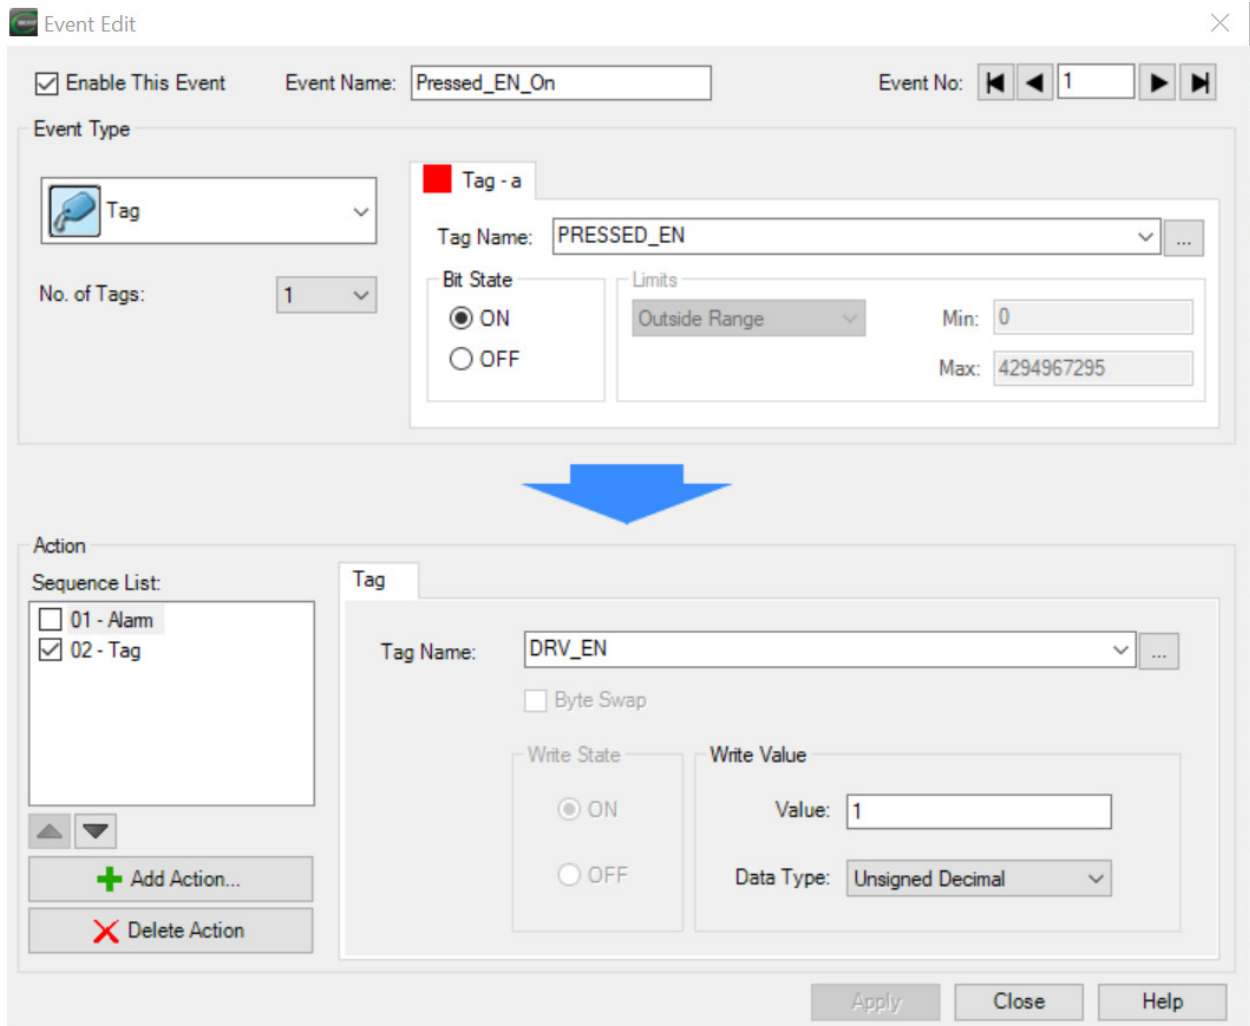 Event Edit
Enable This Event Event Name: Pressed_EN_On Event No: 1
Event Type
Tag - a
Tag
Tag Name: PRESSED_EN ...
No. of Tags: 1
Bit State Limits
ON Outside Range Min: 0
OFF Max: 4294967295
Action
Sequence List: Tag
01 - Alarm
02 - Tag
Tag Name: DRV_EN ...
Byte Swap
Write State Write Value
ON Value: 1
OFF Data Type: Unsigned Decimal
Add Action...
Delete Action
Apply Close Help